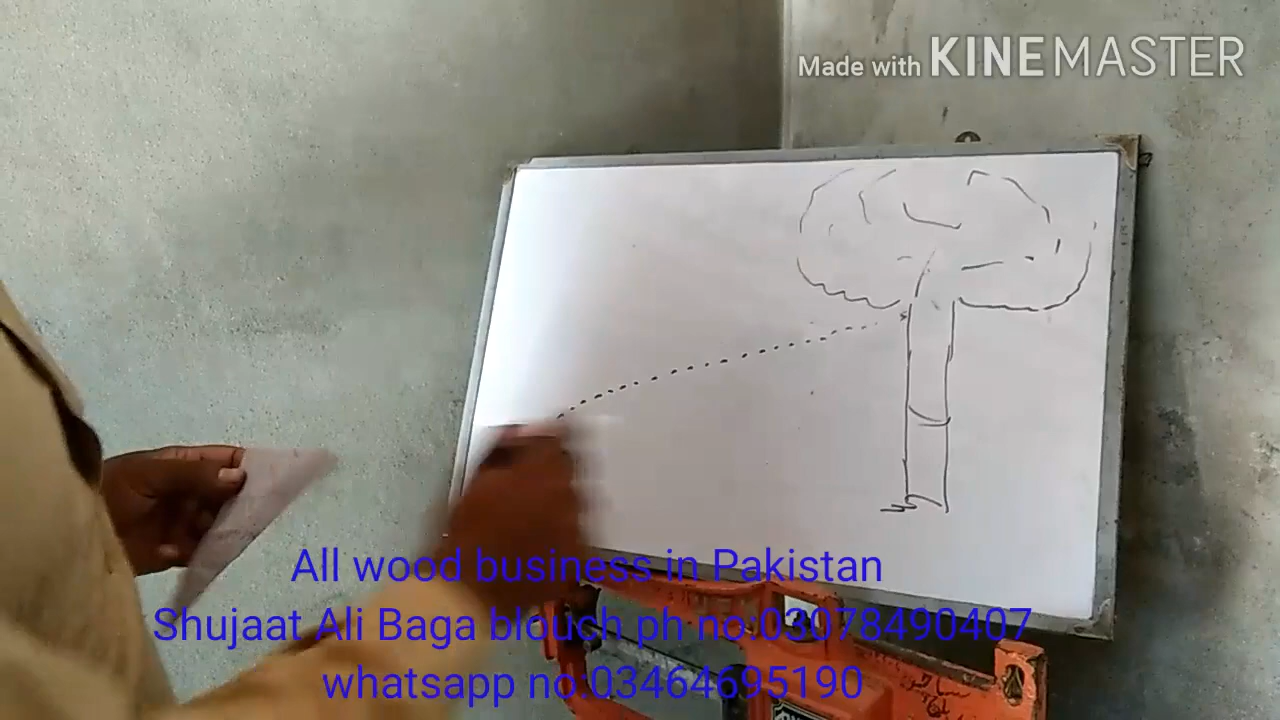 Made with KINEMASTER
All wood business in Pakistan
Shujaat Ali Baga blouch ph no:03078490407
whatsapp no:03464695190